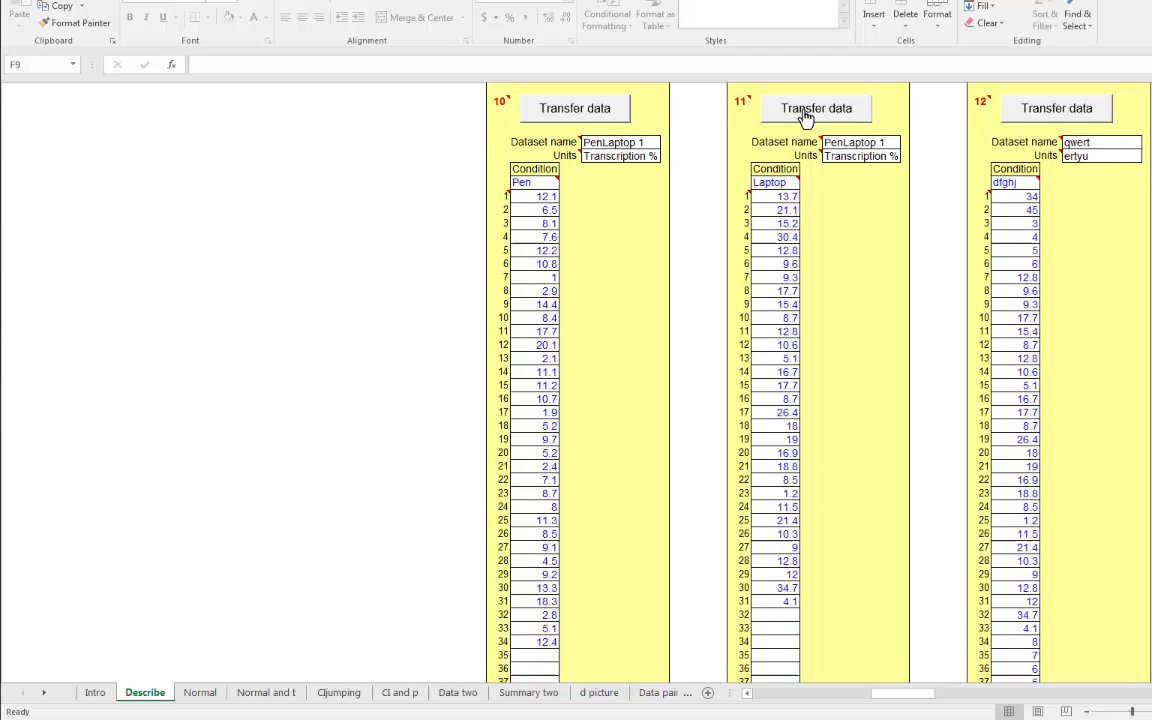 Copy
Paste
Format Painter
B I U A
Merge & Center
$ % ,
Conditional Formatting
Format as Table
Insert
Delete
Format
Fill
Clear
Sort & Filter
Find & Select
Clipboard Font Alignment Number Styles Cells Editing
F9 fx
10 Transfer data 11 Transfer data 12 Transfer data
Dataset name PenLaptop 1 Dataset name PenLaptop 1 Dataset name qwert
Units Transcription % Units Transcription % Units ertyu
Condition Condition Condition
Pen Laptop dfghj
1 12.1 1 13.7 1 34
2 6.5 2 21.1 2 45
3 8.1 3 15.2 3 3
4 7.6 4 30.4 4 4
5 12.2 5 12.8 5 5
6 10.8 6 9.6 6 6
7 1 7 9.3 7 12.8
8 2.9 8 17.7 8 9.6
9 14.4 9 15.4 9 9.3
10 8.4 10 8.7 10 17.7
11 17.7 11 12.8 11 15.4
12 20.1 12 10.6 12 8.7
13 2.1 13 5.1 13 12.8
14 11.1 14 16.7 14 10.6
15 11.2 15 17.7 15 5.1
16 10.7 16 8.7 16 16.7
17 1.9 17 26.4 17 17.7
18 5.2 18 18 18 8.7
19 9.7 19 19 19 26.4
20 5.2 20 16.9 20 18
21 2.4 21 18.8 21 19
22 7.1 22 8.5 22 16.9
23 8.7 23 1.2 23 18.8
24 8 24 11.5 24 8.5
25 11.3 25 21.4 25 1.2
26 8.5 26 10.3 26 11.5
27 9.1 27 9 27 21.4
28 4.5 28 12.8 28 10.3
29 9.2 29 12 29 9
30 13.3 30 34.7 30 12.8
31 18.3 31 4.1 31 12
32 2.8 32 32 34.7
33 5.1 33 33 4.1
34 12.4 34 34 8
35 35 35 7
36 36 36 6
37 37 37 5
Intro Describe Normal Normal and t CIjumping CI and p Data two Summary two d picture Data pair ...
Ready